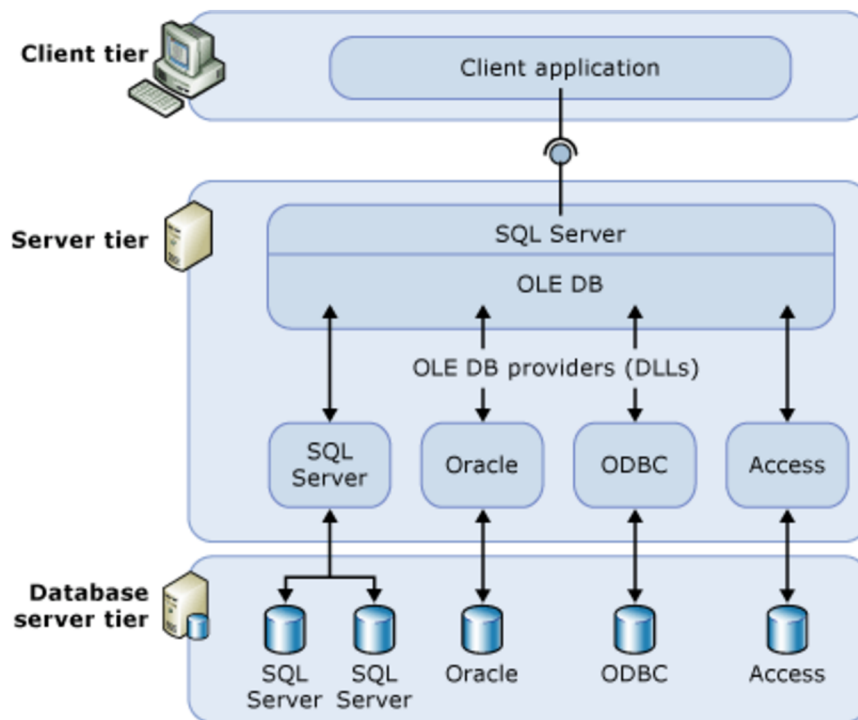 Client tier
Client application
Server tier
SQL Server
OLE DB
OLE DB providers (DLLs)
SQL
Server
Oracle
ODBC
Access
Database
server tier
SQL
Server
SQL
Server
Oracle
ODBC
Access